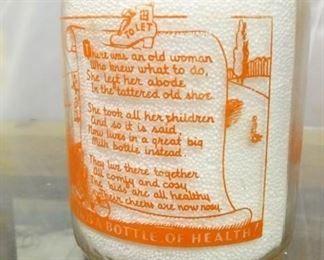 TO LET
There was an old woman
Who knew what to do,
She left her abode
In the tattered old shoe.
She took all her children
And so it is said,
Now lives in a great big
Milk bottle instead.
They live there together
All comfy and cosy
The kids are all healthy
Their cheeks are now rosy.
A BOTTLE OF HEALTH!